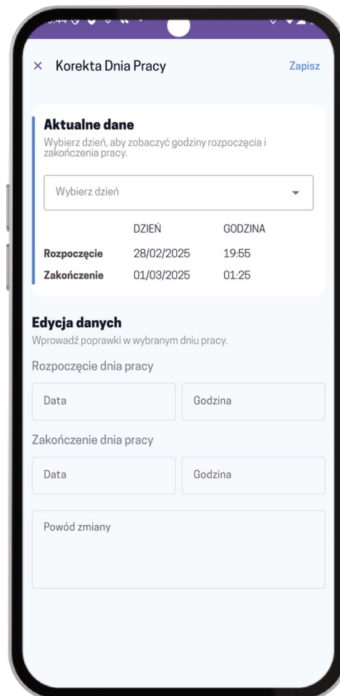 × Korekta Dnia Pracy Zapisz
Aktualne dane
Wybierz dzień, aby zobaczyć godziny rozpoczęcia i
zakończenia pracy.
Wybierz dzień
DZIEŃ GODZINA
Rozpoczęcie 28/02/2025 19:55
Zakończenie 01/03/2025 01:25
Edycja danych
Wprowadź poprawki w wybranym dniu pracy.
Rozpoczęcie dnia pracy
Data Godzina
Zakończenie dnia pracy
Data Godzina
Powód zmiany